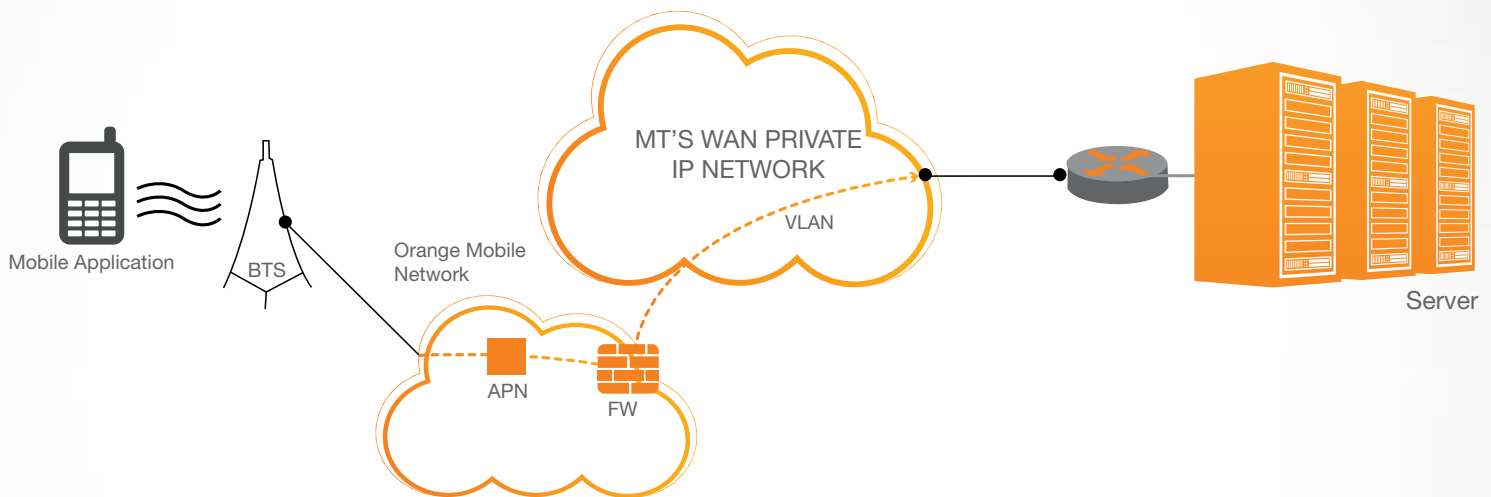 MT'S WAN PRIVATE
IP NETWORK
VLAN
Mobile Application
BTS
Orange Mobile
Network
APN
FW
Server